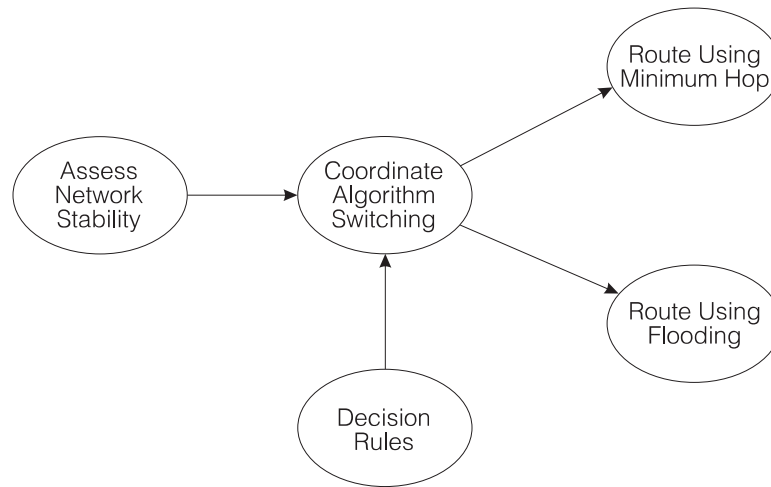 Route Using
Minimum Hop
Assess
Network
Stability
Coordinate
Algorithm
Switching
Route Using
Flooding
Decision
Rules